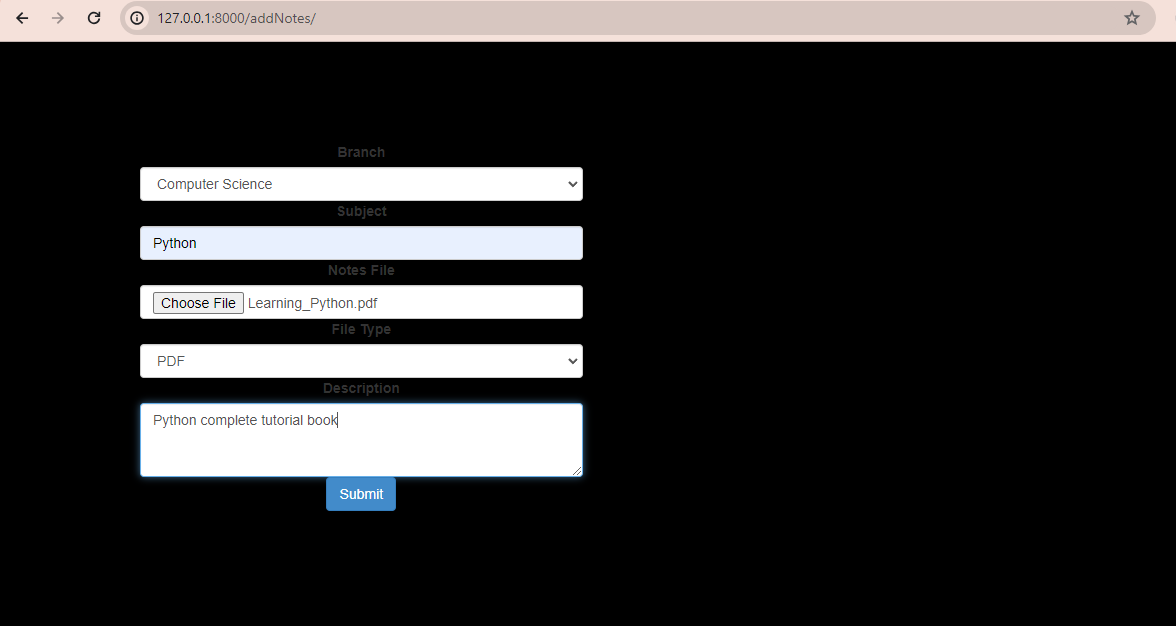 127.0.0.1:8000/addNotes/
Branch
Computer Science
Subject
Python
Notes File
Choose File Learning_Python.pdf
File Type
PDF
Description
Python complete tutorial book
Submit